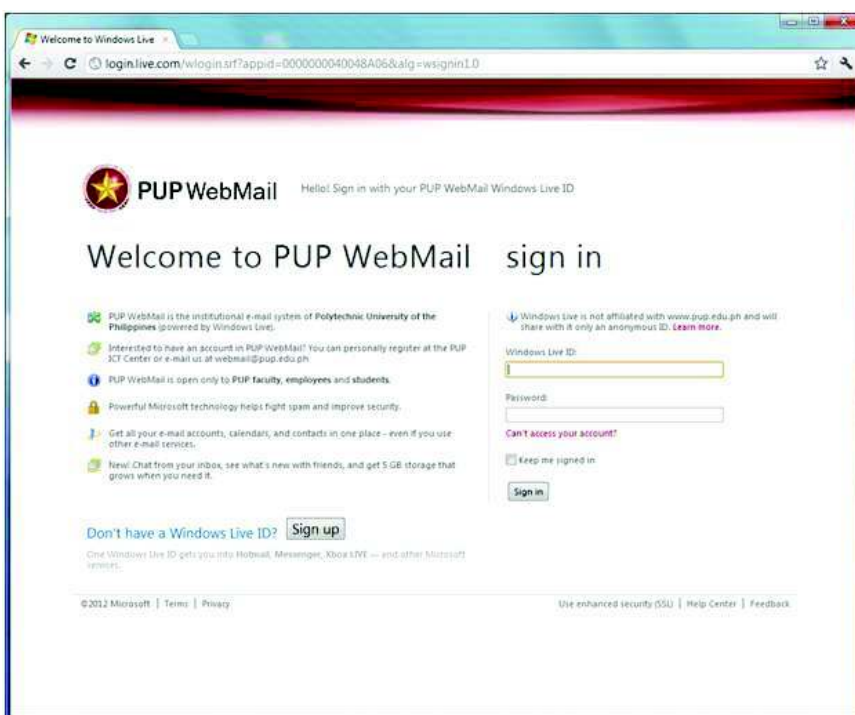 Welcome to Windows Live
login.live.com/wlogin.srf?appid=0000000040048A06&alg=wsignin1.0
PUP WebMail
Hello! Sign in with your PUP WebMail Windows Live ID
Welcome to PUP WebMail
PUP WebMail is the institutional e-mail system of Polytechnic University of the
Philippines (powered by Windows Live).
Interested to have an account in PUP WebMail? You can personally register at the PUP
ICT Center or e-mail us at webmail@pup.edu.ph
PUP WebMail is open only to PUP faculty, employees and students.
Powerful Microsoft technology helps fight spam and improve security.
Get all your e-mail accounts, calendars, and contacts in one place - even if you use
other e-mail services.
New! Chat from your inbox, see what's new with friends, and get 5 GB storage that
grows when you need it.
Don't have a Windows Live ID? Sign up
One Windows Live ID gets you into Hotmail, Messenger, Xbox LIVE — and other Microsoft
services.
sign in
Windows Live is not affiliated with www.pup.edu.ph and will
share with it only an anonymous ID. Learn more.
Windows Live ID:
Password:
Can't access your account?
Keep me signed in
Sign in
©2012 Microsoft | Terms | Privacy
Use enhanced security (SSL) | Help Center | Feedback